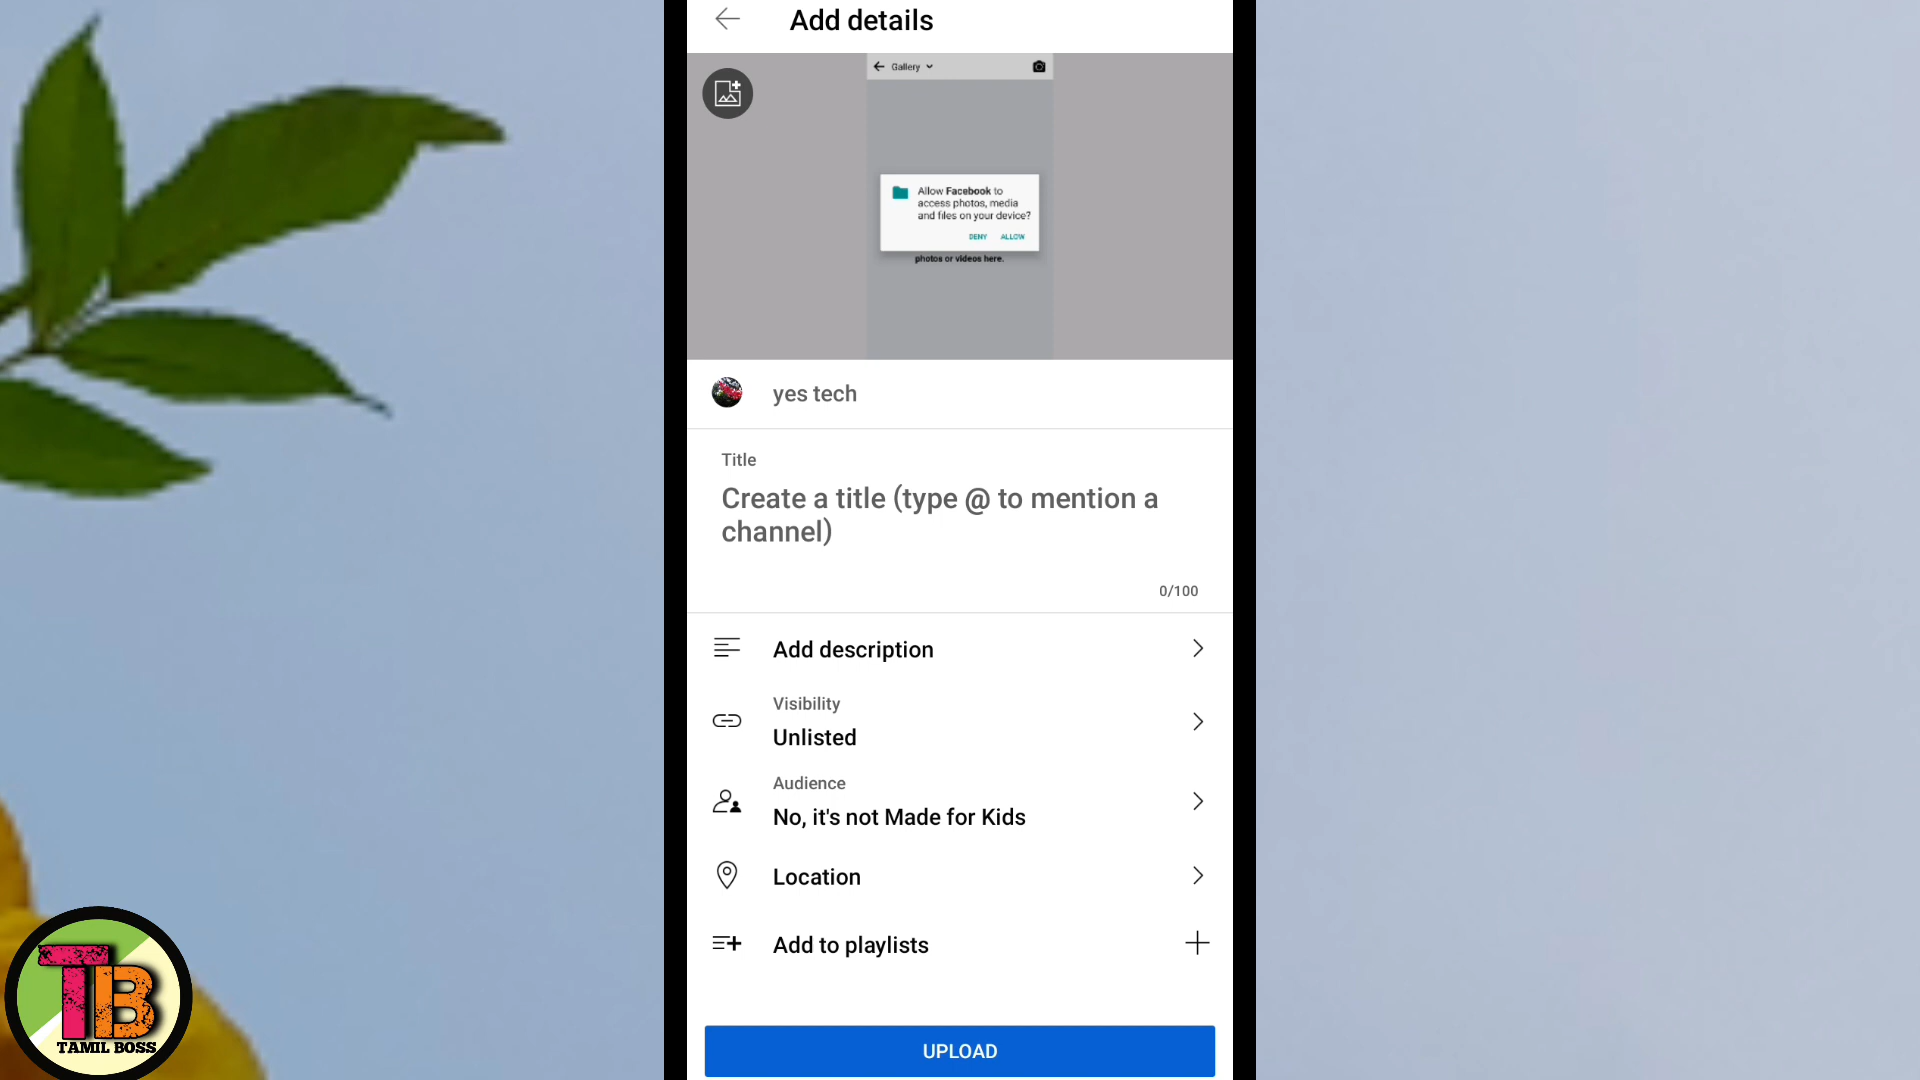 Add details
Gallery
Allow Facebook to
access photos, media
and files on your device?
DENY ALLOW
photos or videos here.
yes tech
Title
Create a title (type @ to mention a
channel)
0/100
Add description
Visibility
Unlisted
Audience
No, it's not Made for Kids
Location
Add to playlists
UPLOAD
TB
TAMIL BOSS